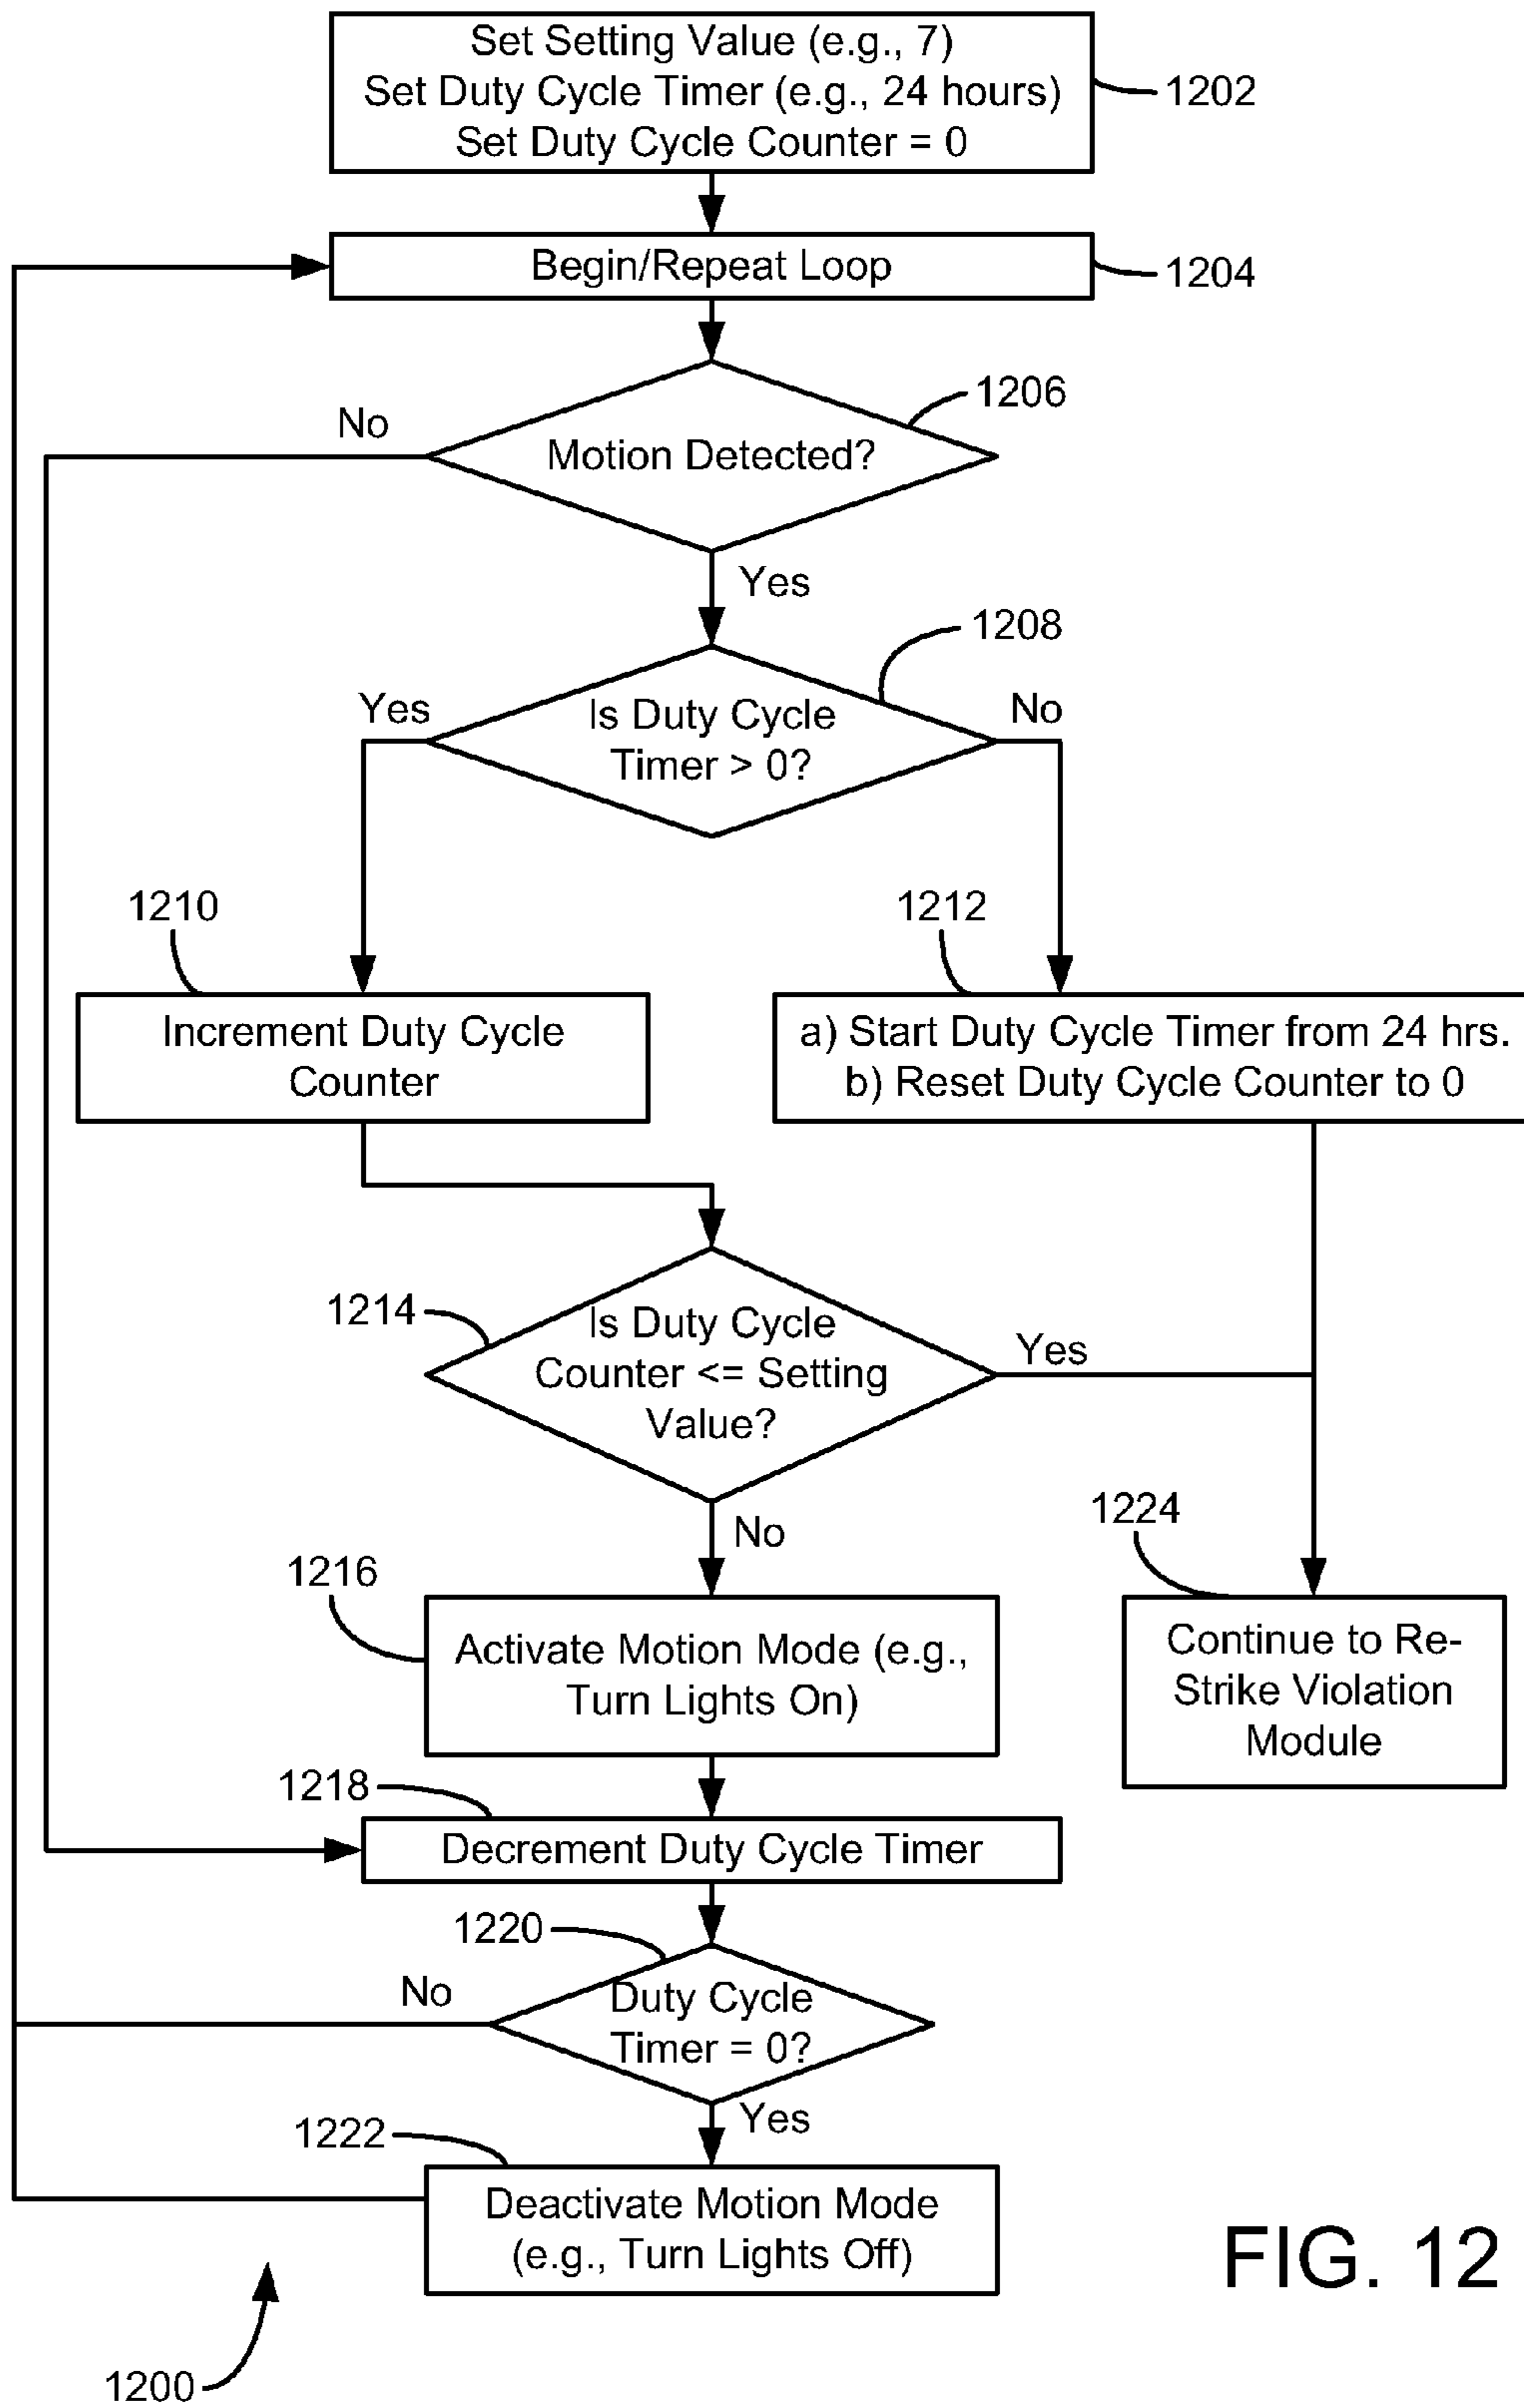 Set Setting Value (e.g., 7)
Set Duty Cycle Timer (e.g., 24 hours)
Set Duty Cycle Counter = 0
1202
Begin/Repeat Loop
1204
1206
No
Motion Detected?
Yes
1208
Yes
Is Duty Cycle
Timer > 0?
No
1210
1212
Increment Duty Cycle
Counter
a) Start Duty Cycle Timer from 24 hrs.
b) Reset Duty Cycle Counter to 0
1214
Is Duty Cycle
Counter <= Setting
Value?
Yes
No
1224
1216
Activate Motion Mode (e.g.,
Turn Lights On)
Continue to Re-
Strike Violation
Module
1218
Decrement Duty Cycle Timer
1220
No
Duty Cycle
Timer = 0?
Yes
1222
Deactivate Motion Mode
(e.g., Turn Lights Off)
FIG. 12
1200